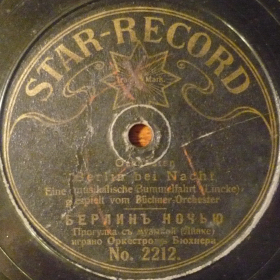 STAR-RECORD
Orchester
"Berlin bei Nacht"
Eine musikalische Bummelfahrt (Lincke)
gespielt vom Büchner-Orchester
БЕРЛИНЪ НОЧЬЮ
Прогулка съ музыкой (Линке)
играно Оркестромъ Бюхнера
No. 2212.